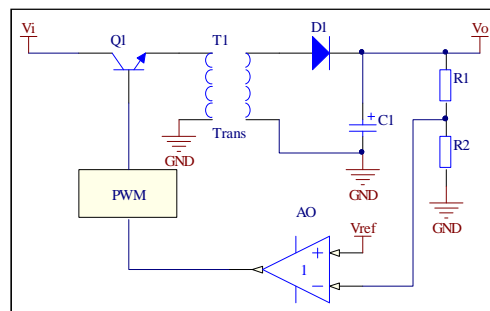 Vi
Q1
T1
D1
Vo
R1
C1
R2
Trans
GND
GND
GND
PWM
AO
Vref
1